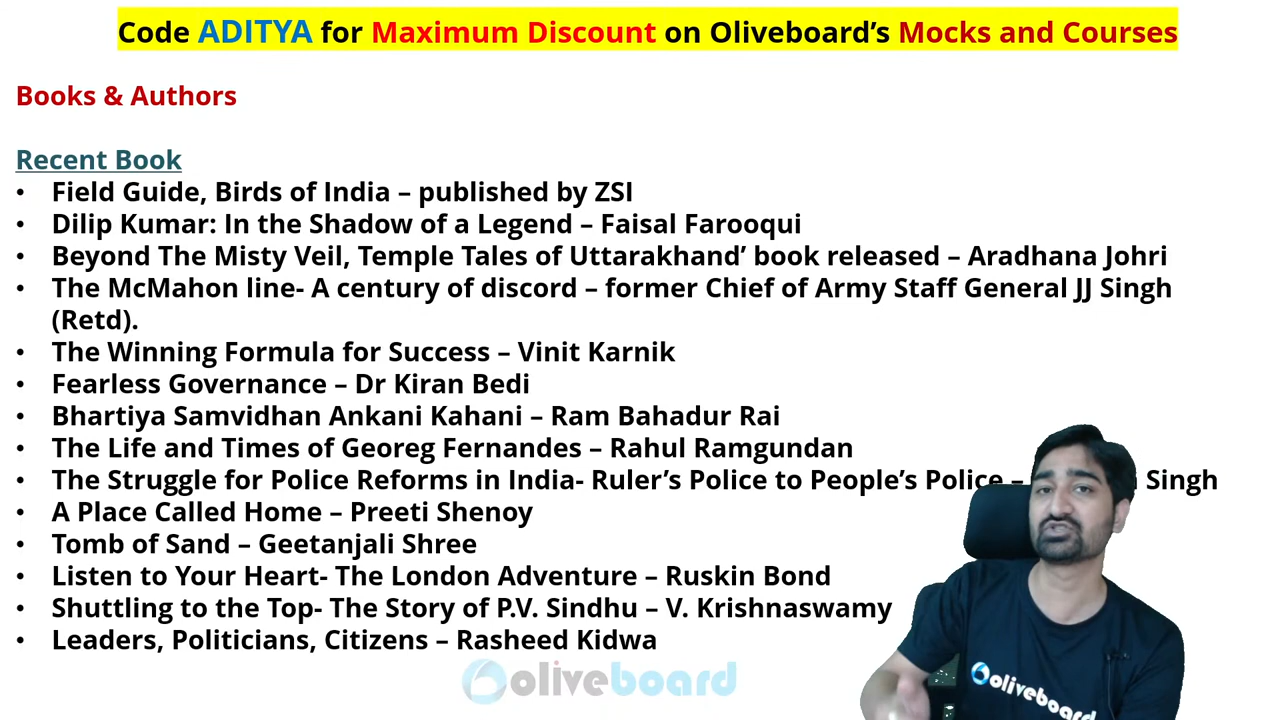 Code ADITYA for Maximum Discount on Oliveboard’s Mocks and Courses
Books & Authors
Recent Book
• Field Guide, Birds of India – published by ZSI
• Dilip Kumar: In the Shadow of a Legend – Faisal Farooqui
• Beyond The Misty Veil, Temple Tales of Uttarakhand’ book released – Aradhana Johri
• The McMahon line- A century of discord – former Chief of Army Staff General JJ Singh
(Retd).
• The Winning Formula for Success – Vinit Karnik
• Fearless Governance – Dr Kiran Bedi
• Bhartiya Samvidhan Ankani Kahani – Ram Bahadur Rai
• The Life and Times of Georeg Fernandes – Rahul Ramgundan
• The Struggle for Police Reforms in India- Ruler’s Police to People’s Police – Singh
• A Place Called Home – Preeti Shenoy
• Tomb of Sand – Geetanjali Shree
• Listen to Your Heart- The London Adventure – Ruskin Bond
• Shuttling to the Top- The Story of P.V. Sindhu – V. Krishnaswamy
• Leaders, Politicians, Citizens – Rasheed Kidwa
oliveboard
oliveboard